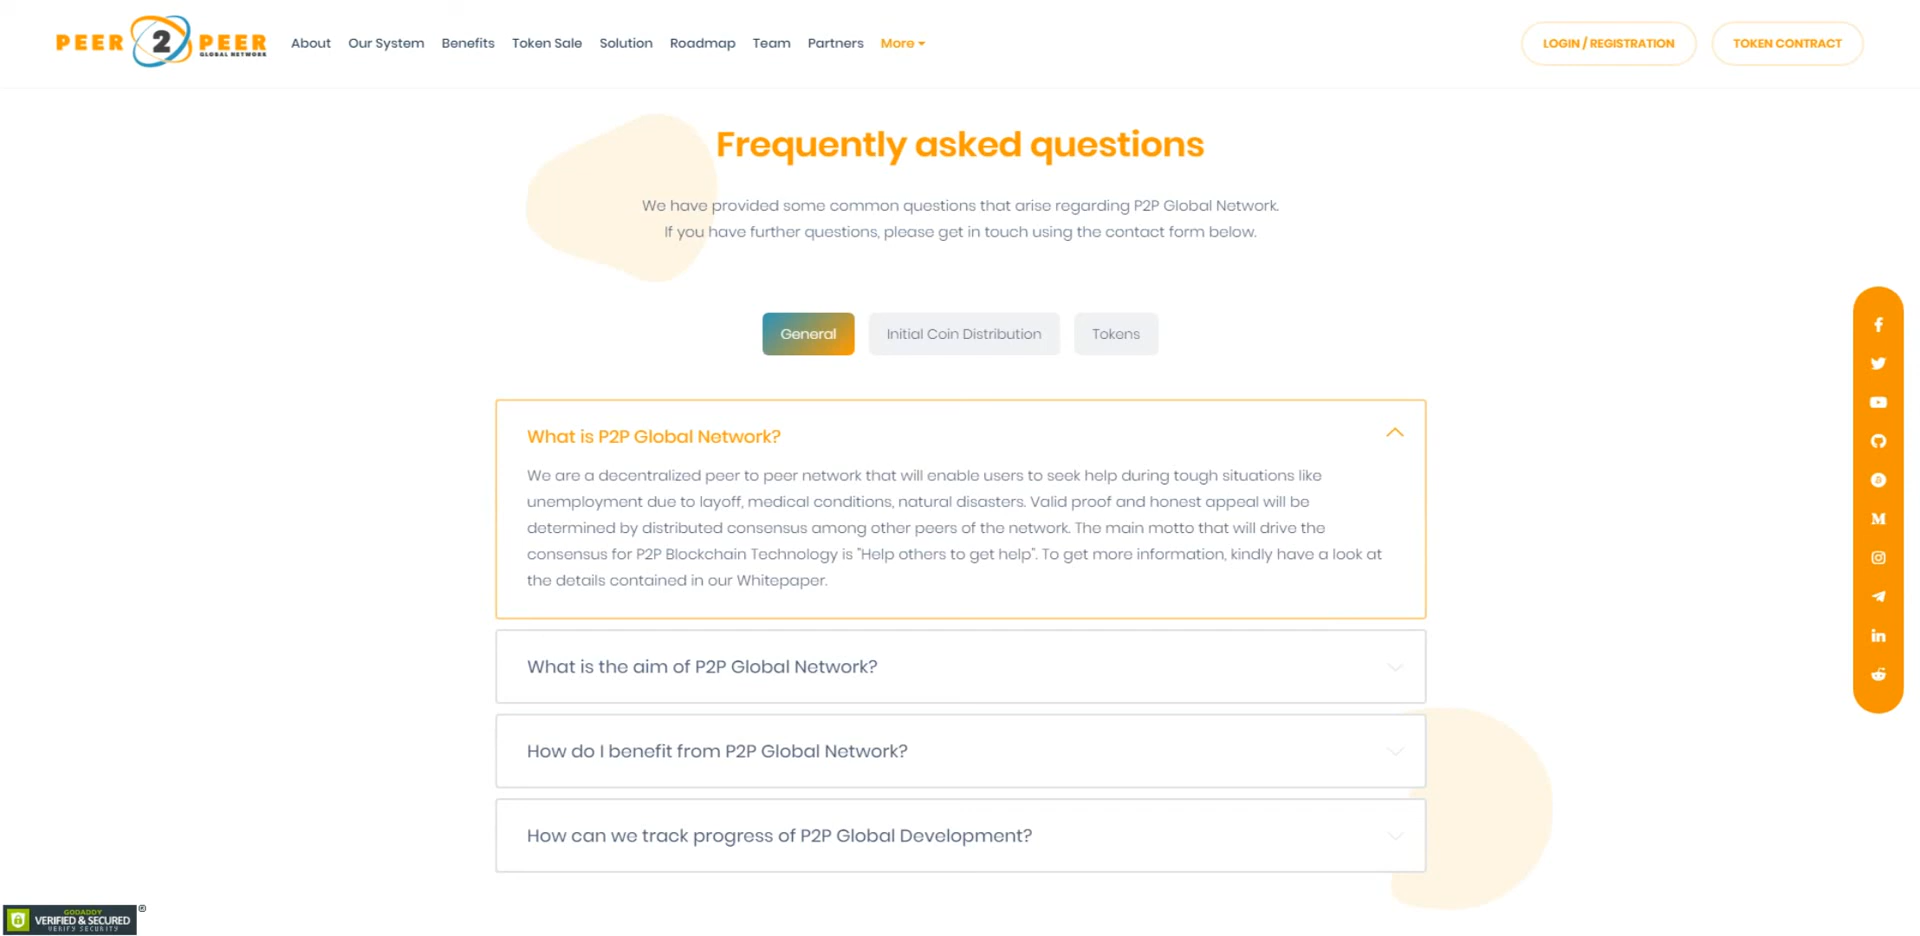 PEER 2 PEER
GLOBAL NETWORK
About
Our System
Benefits
Token Sale
Solution
Roadmap
Team
Partners
More
LOGIN / REGISTRATION
TOKEN CONTRACT
Frequently asked questions
We have provided some common questions that arise regarding P2P Global Network.
If you have further questions, please get in touch using the contact form below.
General
Initial Coin Distribution
Tokens
What is P2P Global Network?
We are a decentralized peer to peer network that will enable users to seek help during tough situations like
unemployment due to layoff, medical conditions, natural disasters. Valid proof and honest appeal will be
determined by distributed consensus among other peers of the network. The main motto that will drive the
consensus for P2P Blockchain Technology is "Help others to get help". To get more information, kindly have a look at
the details contained in our Whitepaper.
What is the aim of P2P Global Network?
How do I benefit from P2P Global Network?
How can we track progress of P2P Global Development?
GODADDY
VERIFIED & SECURED
VERIFY SECURITY
®